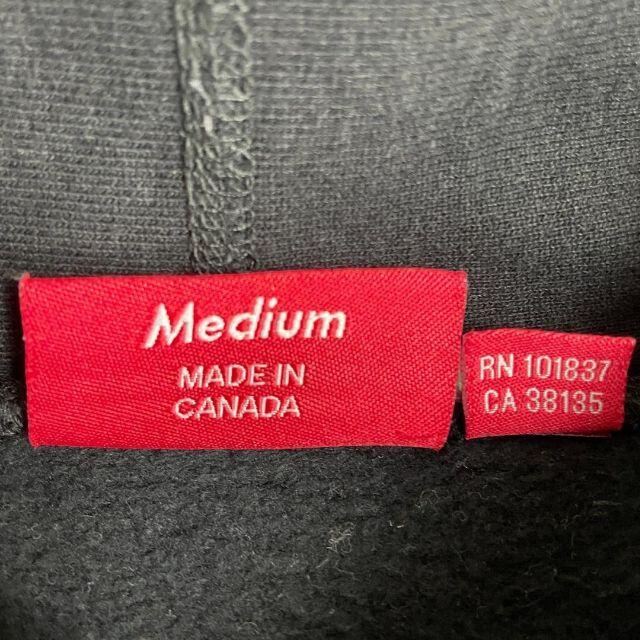 Medium
MADE IN
CANADA
RN 101837
CA 38135